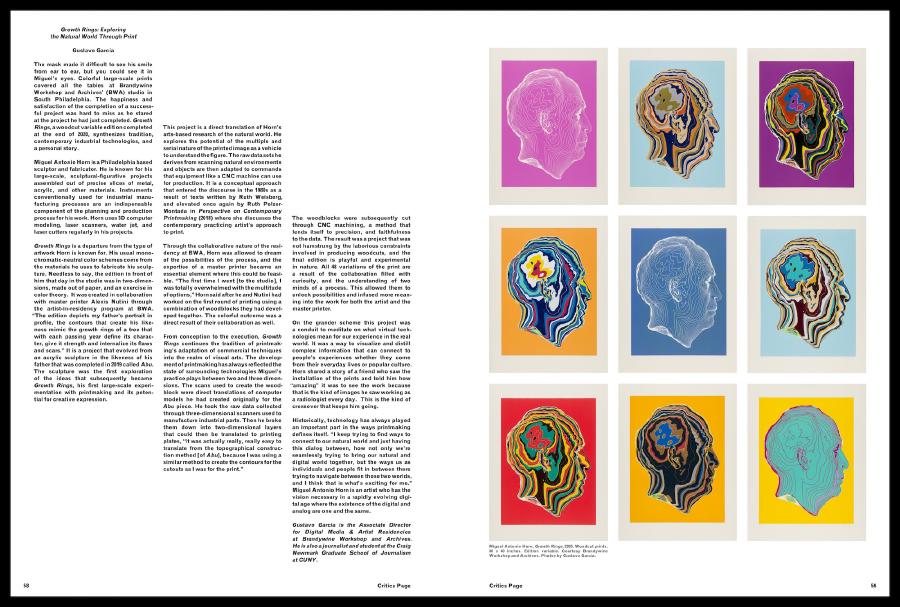 Growth Rings: Exploring
the Natural World Through Print
Gustavo Garcia
The mask made it difficult to see his smile
from ear to ear, but you could see it in
Miguel's eyes. Colorful large-scale prints
covered all the tables at Brandywine
Workshop and Archives' (BWA) studio in
South Philadelphia. The happiness and
satisfaction of the completion of a success-
ful project was hard to miss as he stared
at the project he had just completed. Growth
Rings, a woodcut variable edition completed
at the end of 2020, synthesizes tradition,
contemporary industrial technologies, and
a personal story.
Miguel Antonio Horn is a Philadelphia based
sculptor and fabricator. He is known for his
large-scale, sculptural-figurative projects
assembled out of precise slices of metal,
acrylic, and other materials. Instruments
conventionally used for industrial manu-
facturing processes are an indispensable
component of the planning and production
process for his work. Horn uses 3D computer
modeling, laser scanners, water jet, and
laser cutters regularly in his projects.
Growth Rings is a departure from the type of
artwork Horn is known for. His usual mono-
chromatic-neutral color schemes come from
the materials he uses to fabricate his sculp-
ture. Needless to say, the edition in front of
him that day in the studio was in two-dimen-
sions, made out of paper, and an exercise in
color theory. It was created in collaboration
with master printer Alexis Nutini through
the artist-in-residency program at BWA.
"The edition depicts my father's portrait in
profile, the contours that create his like-
ness mimic the growth rings of a tree that
with each passing year define its charac-
ter, give it strength and internalize its flaws
and scars." It is a project that evolved from
an acrylic sculpture in the likeness of his
father that was completed in 2019 called Abu.
The sculpture was the first exploration
of the ideas that subsequently became
Growth Rings, his first large-scale experi-
mentation with printmaking and its poten-
tial for creative expression.
This project is a direct translation of Horn's
arts-based research of the natural world. He
explores the potential of the multiple and
serial nature of the printed image as a vehicle
to understand the figure. The raw data sets he
derives from scanning natural environments
and objects are then adapted to commands
that equipment like a CNC machine can use
for production. It is a conceptual approach
that entered the discourse in the 1980s as a
result of texts written by Ruth Weisberg,
and elevated once again by Ruth Pelzer-
Montada in Perspective on Contemporary
Printmaking (2018) where she discusses the
contemporary practicing artist's approach
to print.
Through the collaborative nature of the resi-
dency at BWA, Horn was allowed to dream
of the possibilities of the process, and the
expertise of a master printer became an
essential element where this could be feasi-
ble. "The first time I went [to the studio], I
was totally overwhelmed with the multitude
of options," Horn said after he and Nutini had
worked on the first round of printing using a
combination of woodblocks they had devel-
oped together. The colorful outcome was a
direct result of their collaboration as well.
From conception to the execution, Growth
Rings continues the tradition of printmak-
ing's adaptation of commercial techniques
into the realm of visual arts. The develop-
ment of printmaking has always reflected the
state of surrounding technologies Miguel's
practice plays between two and three dimen-
sions. The scans used to create the wood-
block were direct translations of computer
models he had created originally for the
Abu piece. He took the raw data collected
through three-dimensional scanners used to
manufacture industrial parts. Then he broke
them down into two-dimensional layers
that could then be translated to printing
plates, "It was actually really, really easy to
translate from the topographical construc-
tion method [of Abu], because I was using a
similar method to create the contours for the
cutouts as I was for the print."
The woodblocks were subsequently cut
through CNC machining, a method that
lends itself to precision, and faithfulness
to the data. The result was a project that was
not hamstrung by the laborious constraints
involved in producing woodcuts, and the
final edition is playful and experimental
in nature. All 48 variations of the print are
a result of the collaboration filled with
curiosity, and the understanding of two
minds of a process. This allowed them to
unlock possibilities and infused more mean-
ing into the work for both the artist and the
master printer.
On the grander scheme this project was
a conduit to meditate on what virtual tech-
nologies mean for our experience in the real
world. It was a way to visualize and distill
complex information that can connect to
people's experiences whether they come
from their everyday lives or popular culture.
Horn shared a story of a friend who saw the
installation of the prints and told him how
"amazing" it was to see the work because
that is the kind of images he saw working as
a radiologist every day. This is the kind of
crossover that keeps him going.
Historically, technology has always played
an important part in the ways printmaking
defines itself. "I keep trying to find ways to
connect to our natural world and just having
this dialog between, how not only we're
seamlessly trying to bring our natural and
digital world together, but the ways us as
individuals and people fit in between there
trying to navigate between those two worlds,
and I think that is what's exciting for me."
Miguel Antonio Horn is an artist who has the
vision necessary in a rapidly evolving digi-
tal age where the existence of the digital and
analog are one and the same.
Gustavo Garcia is the Associate Director
for Digital Media & Artist Residencies
at Brandywine Workshop and Archives.
He is also a journalist and student at the Craig
Newmark Graduate School of Journalism
at CUNY.
Miguel Antonio Horn, Growth Rings, 2020. Woodcut prints,
30 x 40 inches. Edition variable. Courtesy Brandywine
Workshop and Archives. Photos by Gustavo Garcia.
58
Critics Page
Critics Page